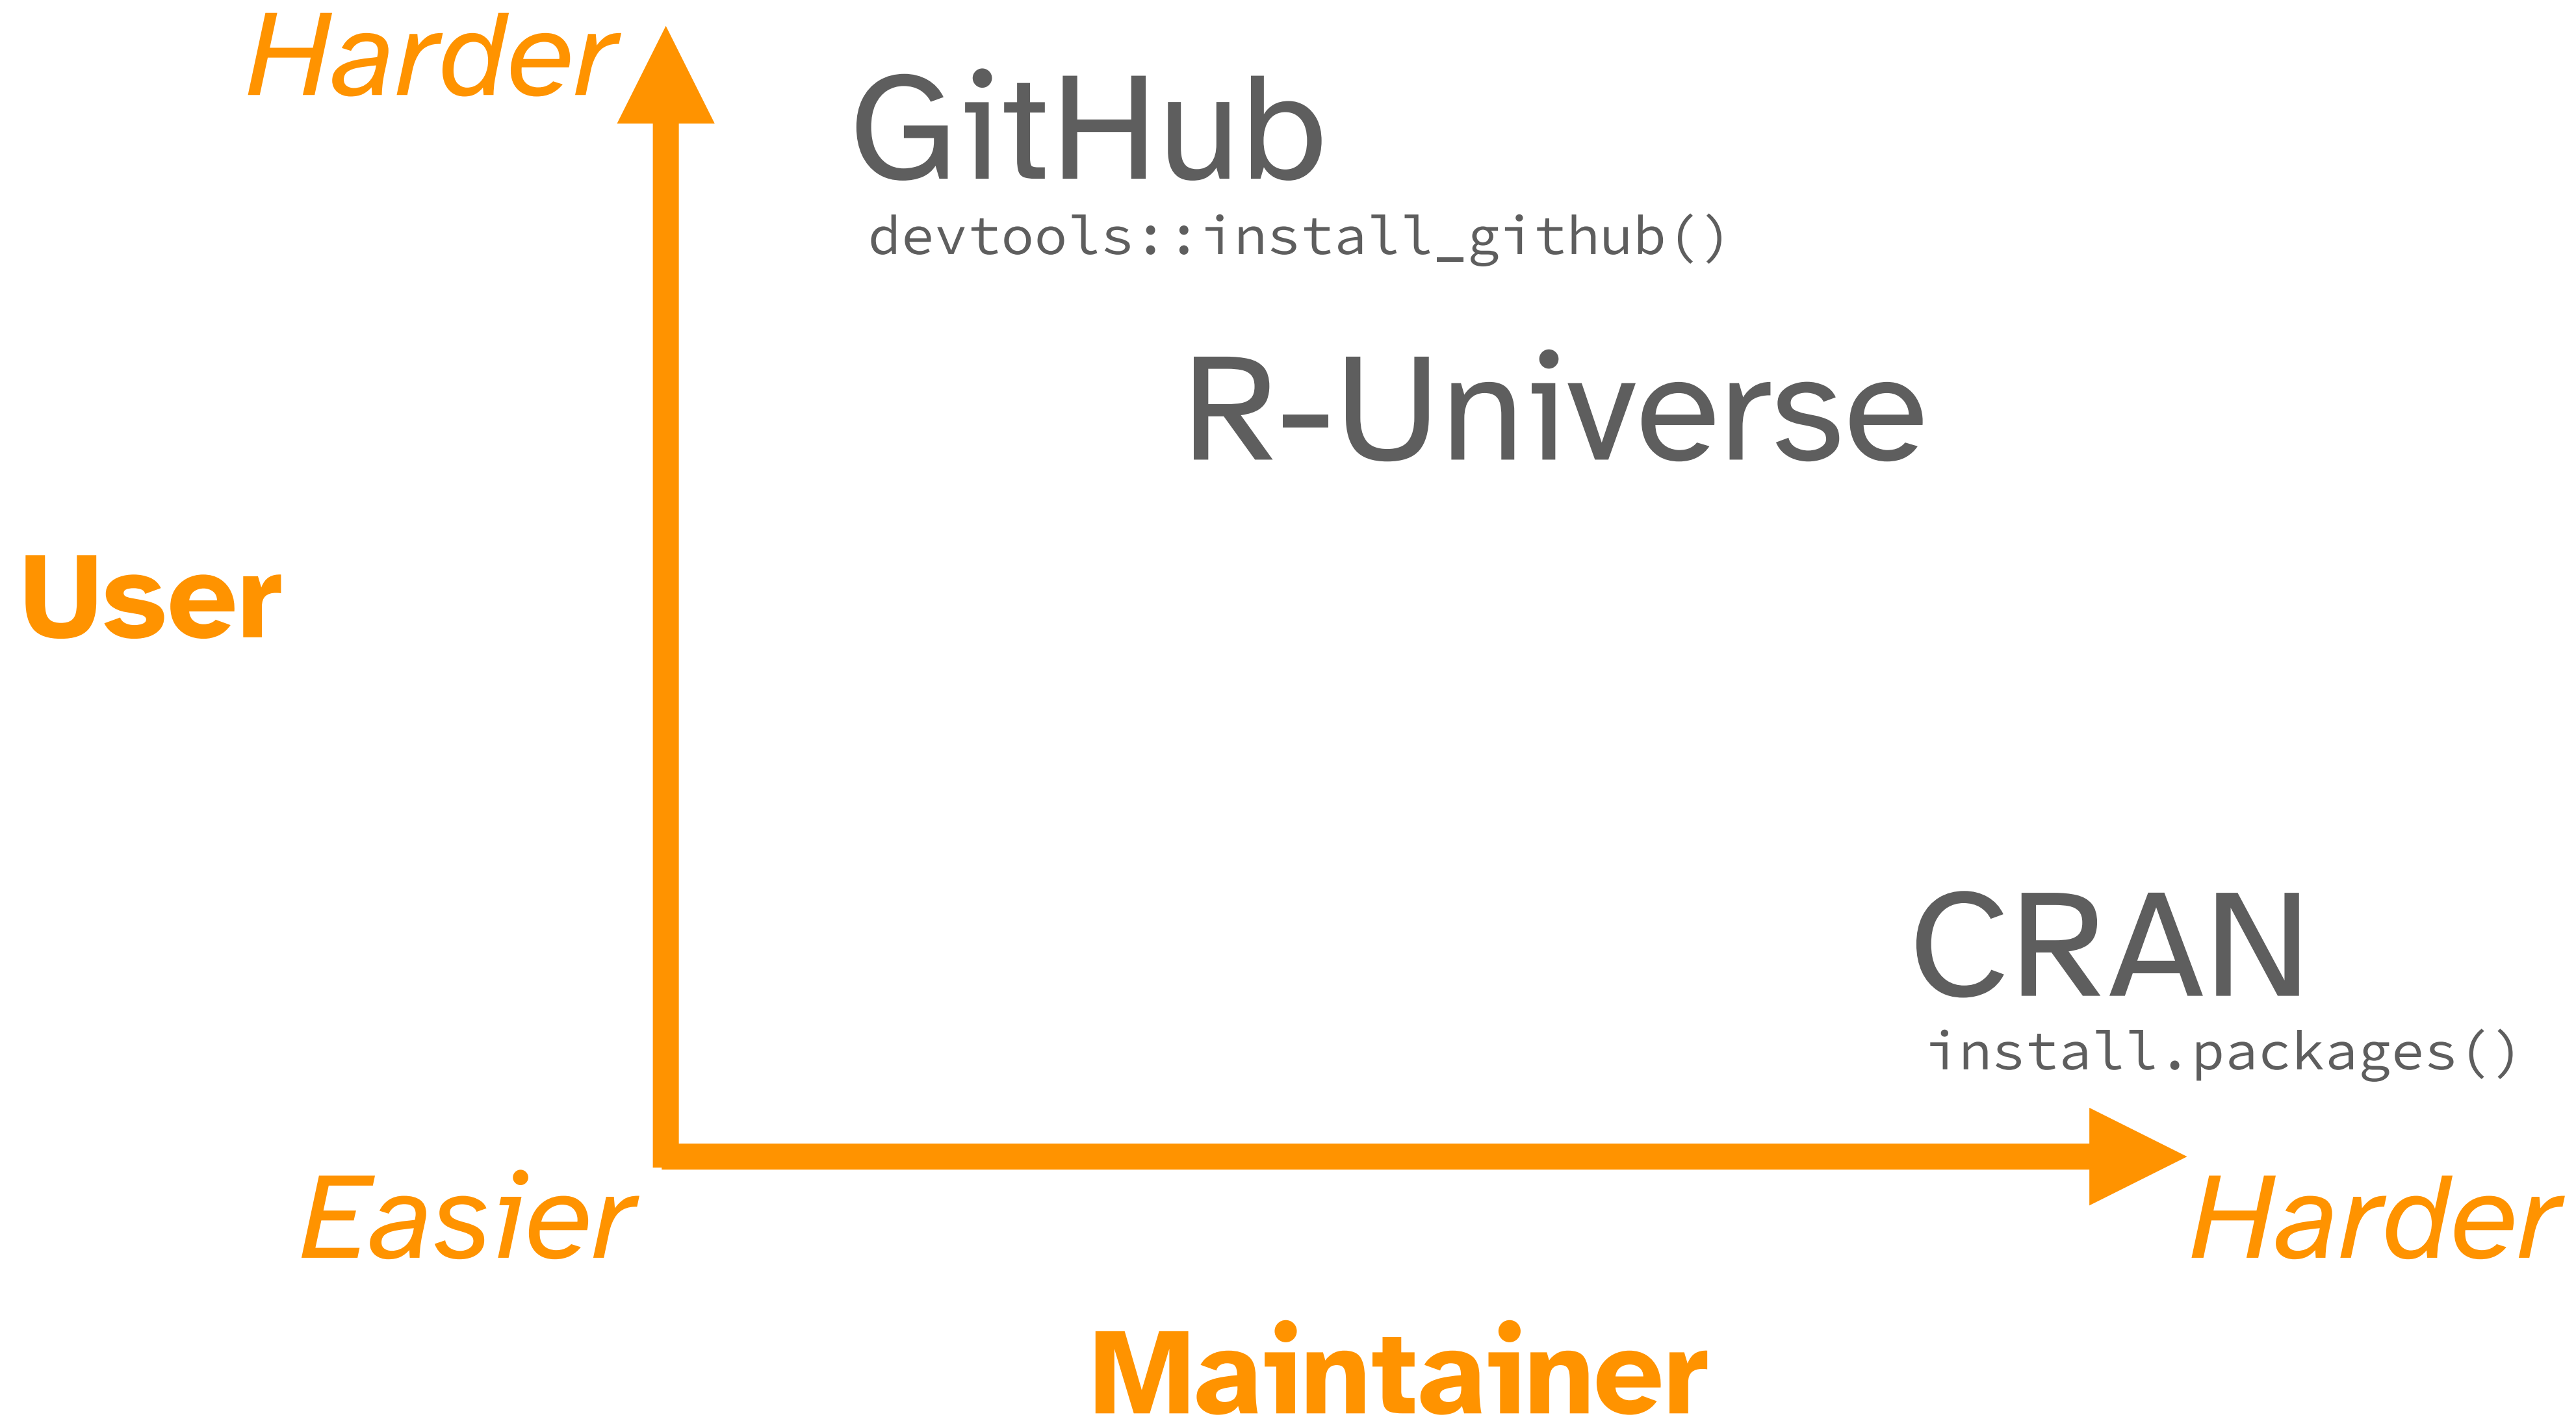 Harder
GitHub
devtools::install_github()
R-Universe
User
CRAN
install.packages()
Easier
Harder
Maintainer